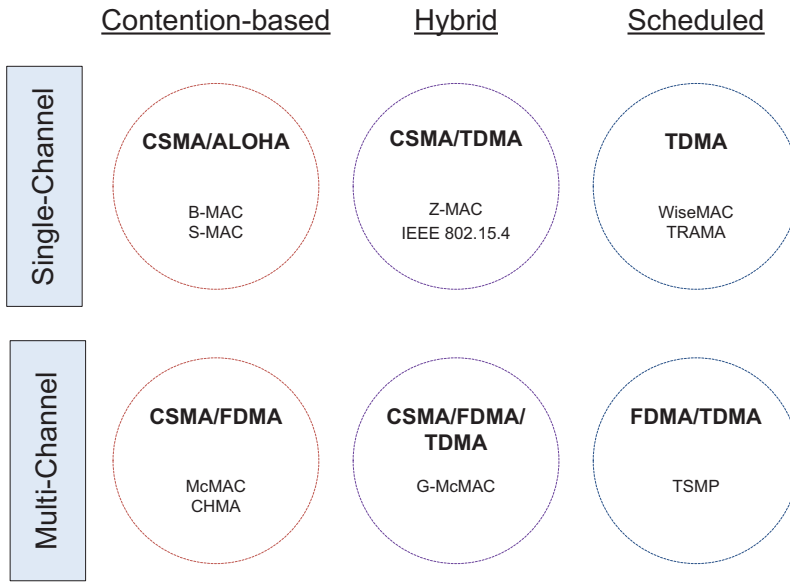 Contention-based
Hybrid
Scheduled
Single-Channel
CSMA/ALOHA
B-MAC
S-MAC
CSMA/TDMA
Z-MAC
IEEE 802.15.4
TDMA
WiseMAC
TRAMA
Multi-Channel
CSMA/FDMA
McMAC
CHMA
CSMA/FDMA/
TDMA
G-McMAC
FDMA/TDMA
TSMP